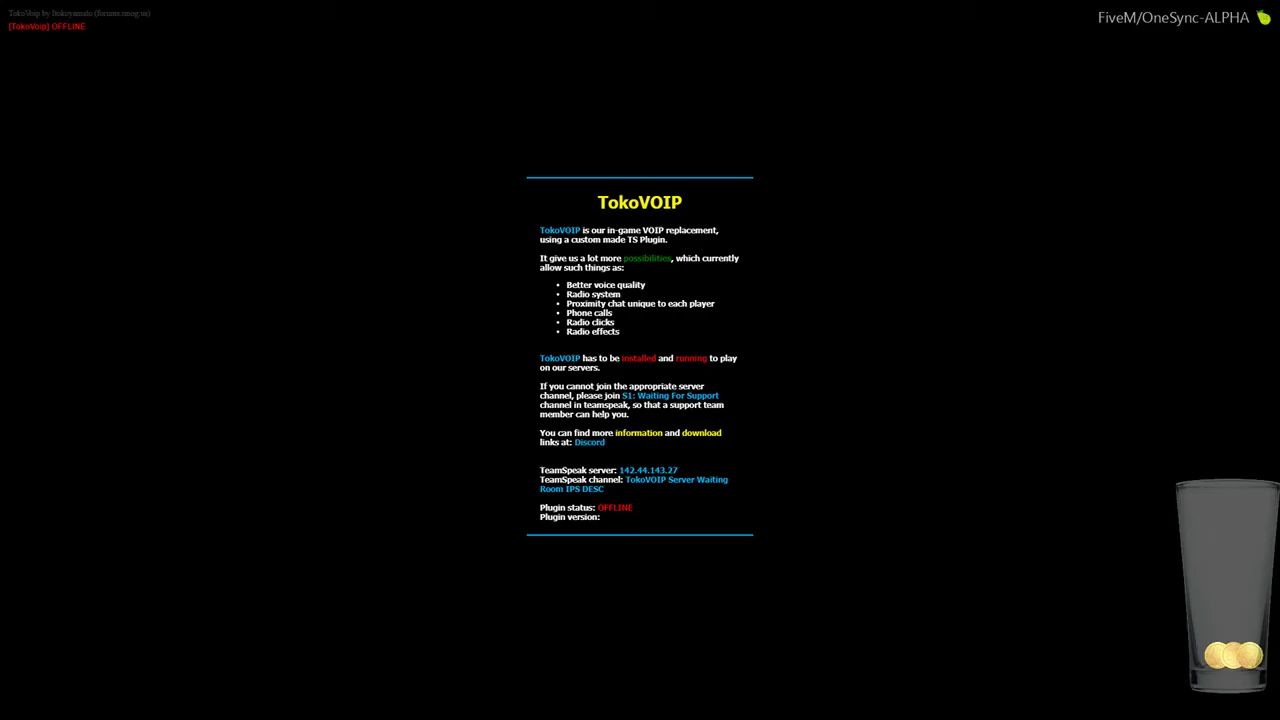 TokoVoip by Itokoyamato (forums.rmog.us)
FiveM/OneSync-ALPHA
[TokoVoip] OFFLINE
TokoVOIP
TokoVOIP is our in-game VOIP replacement,
using a custom made TS Plugin.
It give us a lot more possibilities, which currently
allow such things as:
• Better voice quality
• Radio system
• Proximity chat unique to each player
• Phone calls
• Radio clicks
• Radio effects
TokoVOIP has to be installed and running to play
on our servers.
If you cannot join the appropriate server
channel, please join S1: Waiting For Support
channel in teamspeak, so that a support team
member can help you.
You can find more information and download
links at: Discord
TeamSpeak server: 142.44.143.27
TeamSpeak channel: TokoVOIP Server Waiting
Room IPS DESC
Plugin status: OFFLINE
Plugin version: